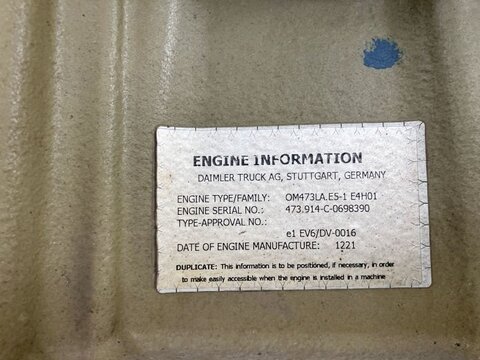 ENGINE INFORMATION
DAIMLER TRUCK AG, STUTTGART, GERMANY
ENGINE TYPE/FAMILY: OM473LA.E5-1 E4H01
ENGINE SERIAL NO.: 473.914-C-0698390
TYPE-APPROVAL NO.:
e1 EV6/DV-0016
DATE OF ENGINE MANUFACTURE: 1221
DUPLICATE: This information is to be positioned, if necessary, in order
to make easily accessible when the engine is installed in a machine